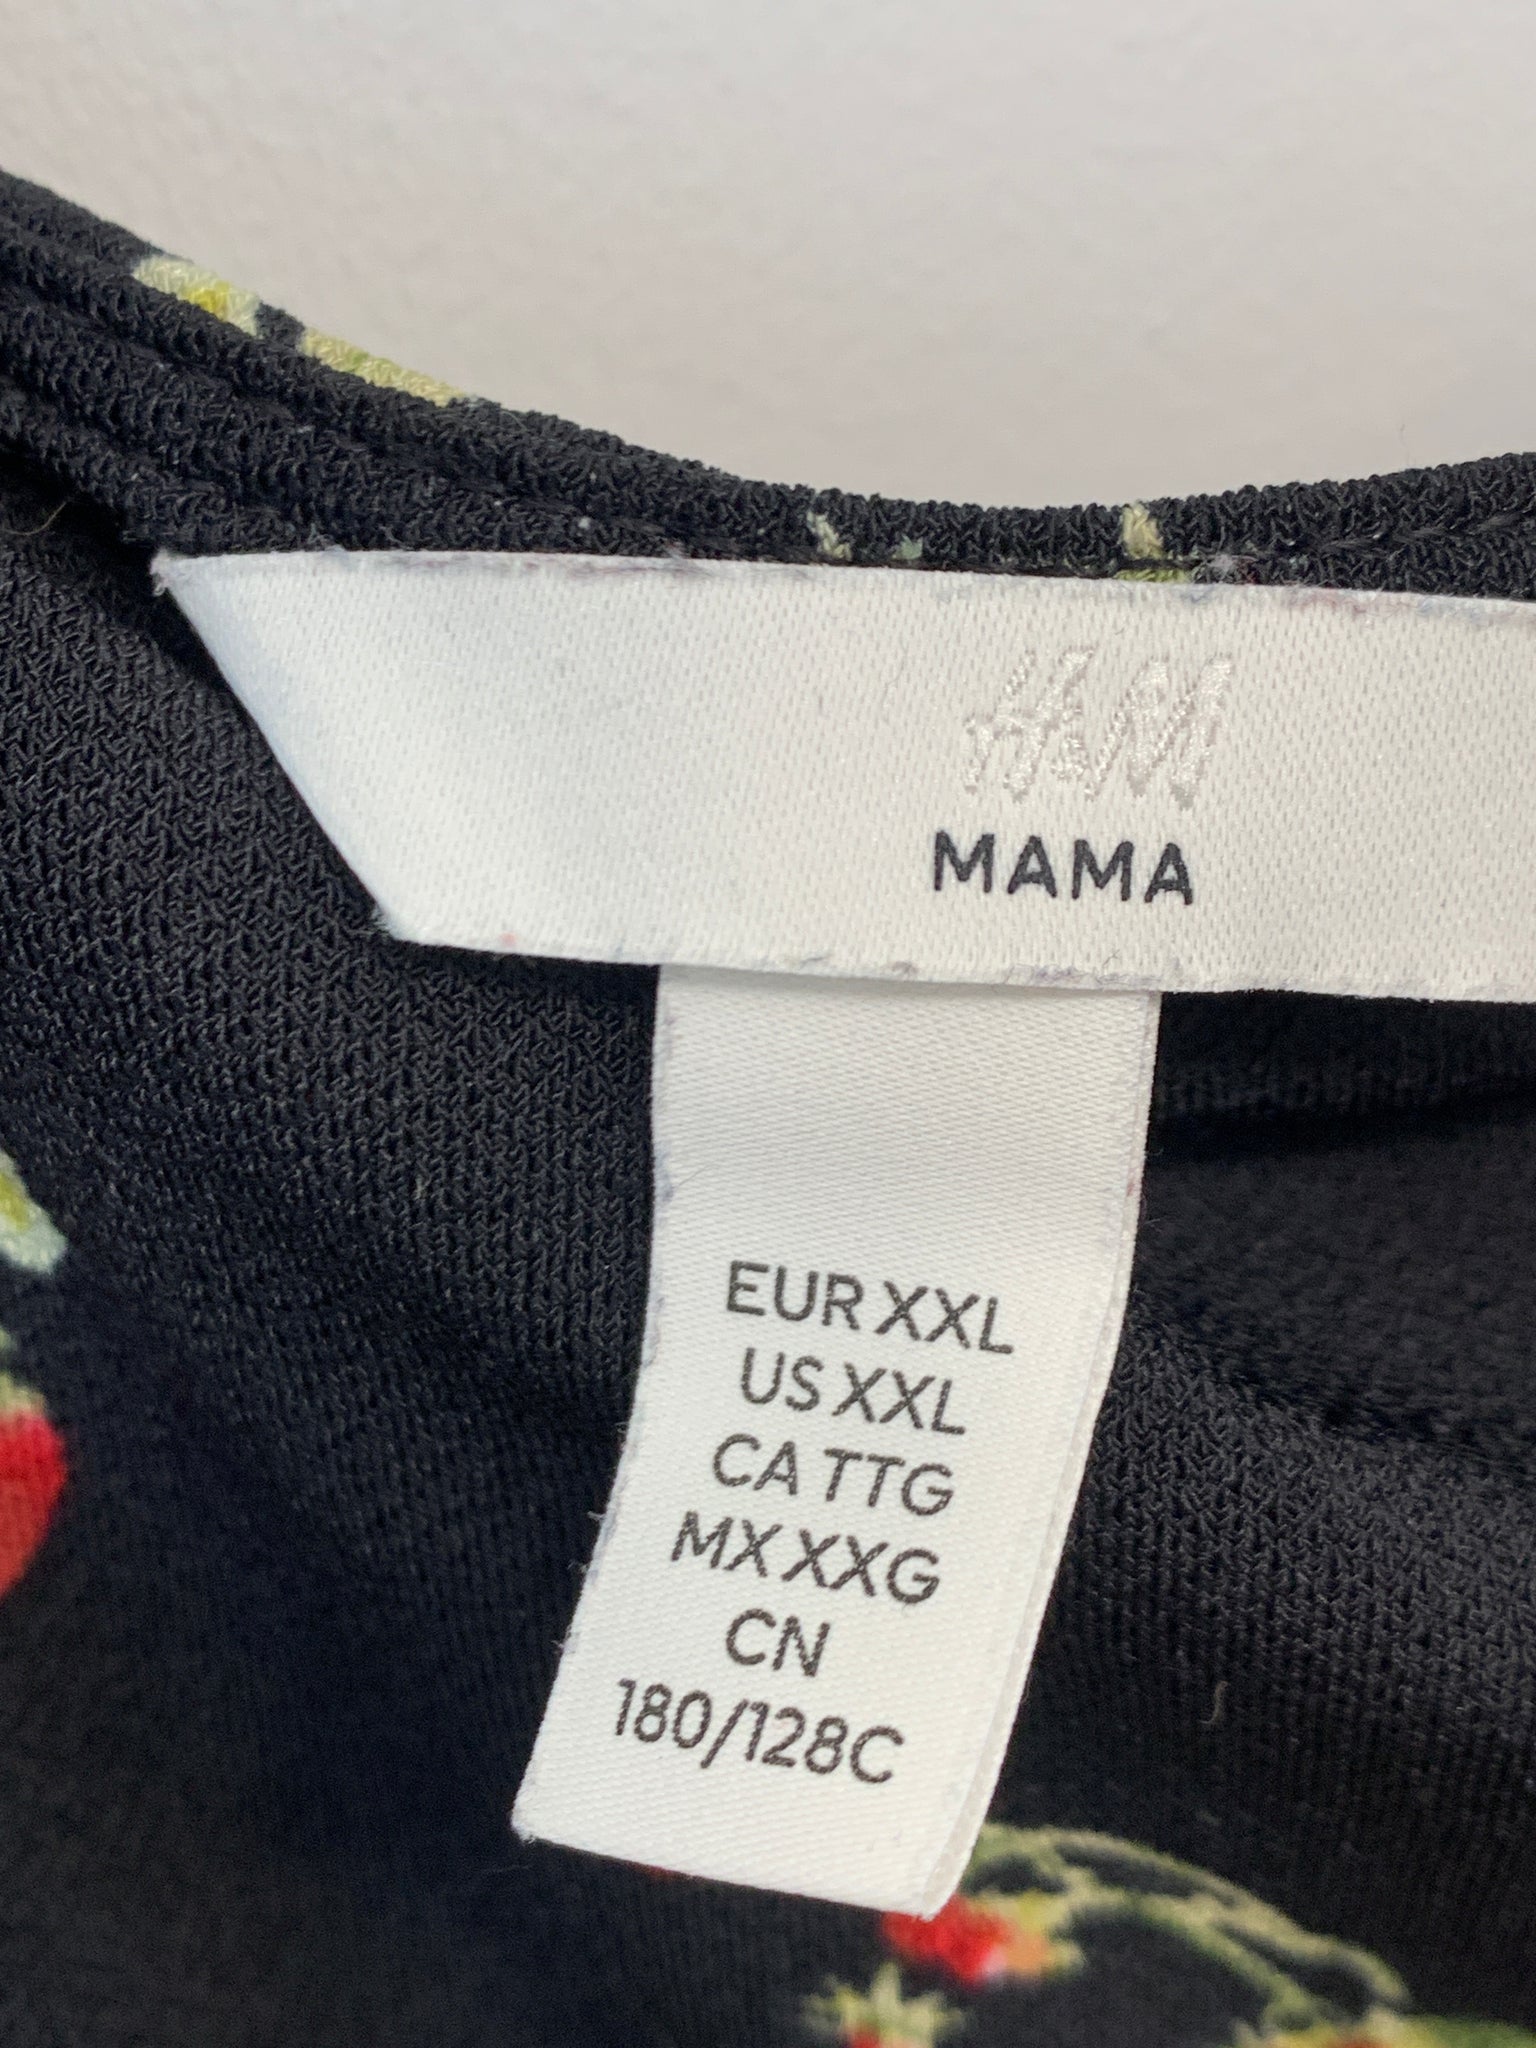 H&M
MAMA
EUR XXL
US XXL
CA TTG
MX XXG
CN
180/128C